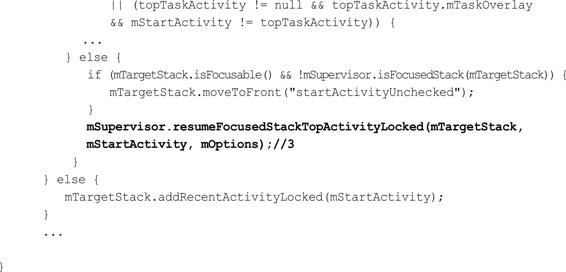 || (topTaskActivity != null && topTaskActivity.mTaskOverlay
&& mStartActivity != topTaskActivity)) {
...
} else {
if (mTargetStack.isFocusable() && !mSupervisor.isFocusedStack(mTargetStack)) {
mTargetStack.moveToFront("startActivityUnchecked");
}
mSupervisor.resumeFocusedStackTopActivityLocked(mTargetStack,
mStartActivity, mOptions);//3
}
} else {
mTargetStack.addRecentActivityLocked(mStartActivity);
}
...
}